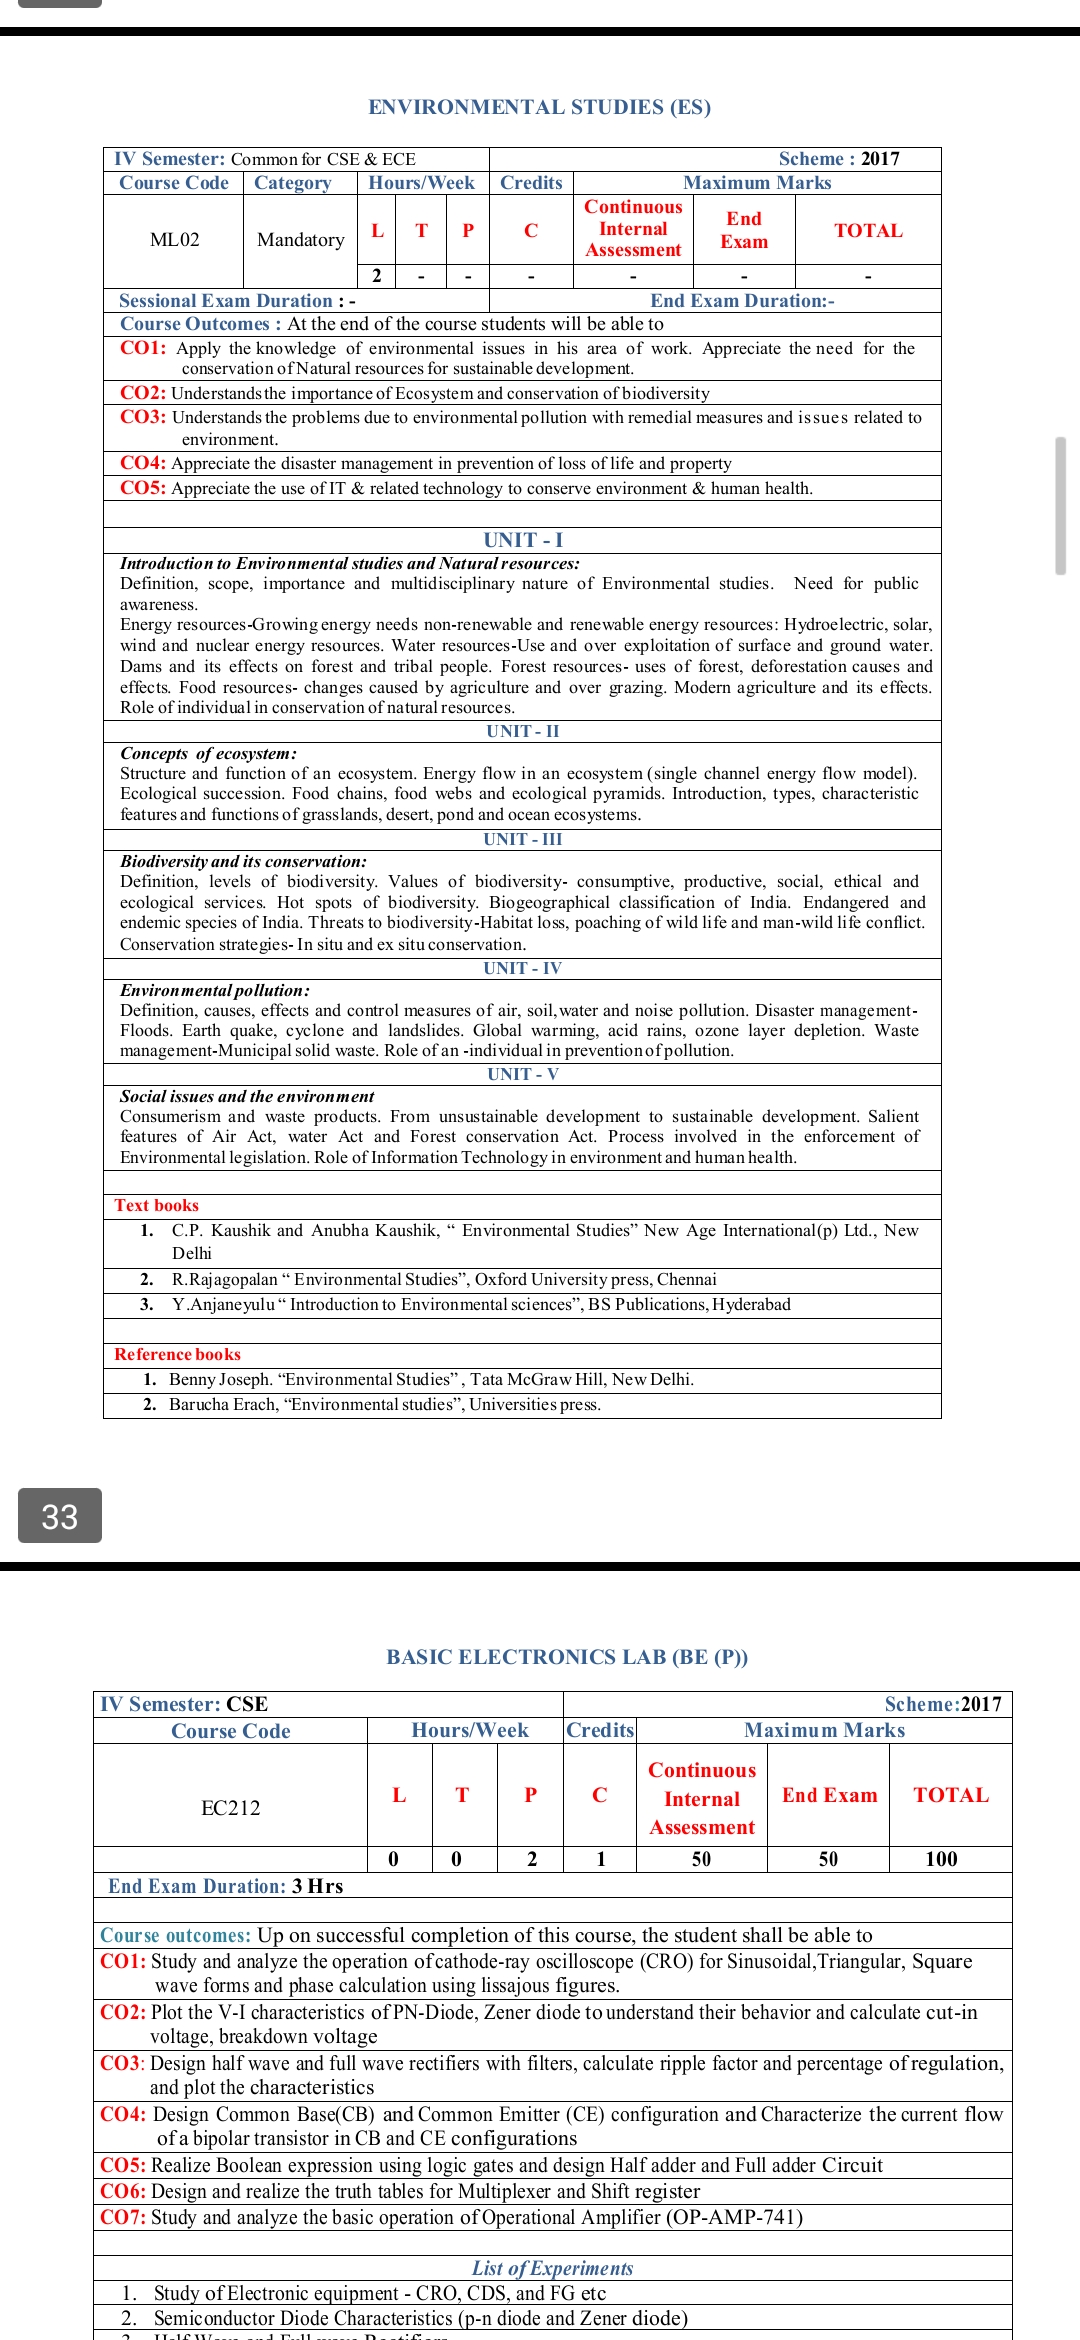 ENVIRONMENTAL STUDIES (ES)
IV Semester: Common for CSE & ECE Scheme : 2017
Course Code Category Hours/Week Credits Maximum Marks
ML02 Mandatory L T P C Continuous Internal Assessment End Exam TOTAL
2 - - - - - -
Sessional Exam Duration : - End Exam Duration:-
Course Outcomes : At the end of the course students will be able to
CO1: Apply the knowledge of environmental issues in his area of work. Appreciate the need for the
conservation of Natural resources for sustainable development.
CO2: Understands the importance of Ecosystem and conservation of biodiversity
CO3: Understands the problems due to environmental pollution with remedial measures and issues related to
environment.
CO4: Appreciate the disaster management in prevention of loss of life and property
CO5: Appreciate the use of IT & related technology to conserve environment & human health.
UNIT - I
Introduction to Environmental studies and Natural resources:
Definition, scope, importance and multidisciplinary nature of Environmental studies. Need for public
awareness.
Energy resources-Growing energy needs non-renewable and renewable energy resources: Hydroelectric, solar,
wind and nuclear energy resources. Water resources-Use and over exploitation of surface and ground water.
Dams and its effects on forest and tribal people. Forest resources- uses of forest, deforestation causes and
effects. Food resources- changes caused by agriculture and over grazing. Modern agriculture and its effects.
Role of individual in conservation of natural resources.
UNIT - II
Concepts of ecosystem:
Structure and function of an ecosystem. Energy flow in an ecosystem (single channel energy flow model).
Ecological succession. Food chains, food webs and ecological pyramids. Introduction, types, characteristic
features and functions of grasslands, desert, pond and ocean ecosystems.
UNIT - III
Biodiversity and its conservation:
Definition, levels of biodiversity. Values of biodiversity- consumptive, productive, social, ethical and
ecological services. Hot spots of biodiversity. Biogeographical classification of India. Endangered and
endemic species of India. Threats to biodiversity-Habitat loss, poaching of wild life and man-wild life conflict.
Conservation strategies- In situ and ex situ conservation.
UNIT - IV
Environmental pollution:
Definition, causes, effects and control measures of air, soil, water and noise pollution. Disaster management-
Floods. Earth quake, cyclone and landslides. Global warming, acid rains, ozone layer depletion. Waste
management-Municipal solid waste. Role of an -individual in prevention of pollution.
UNIT - V
Social issues and the environment
Consumerism and waste products. From unsustainable development to sustainable development. Salient
features of Air Act, water Act and Forest conservation Act. Process involved in the enforcement of
Environmental legislation. Role of Information Technology in environment and human health.
Text books
1. C.P. Kaushik and Anubha Kaushik, “ Environmental Studies” New Age International(p) Ltd., New
Delhi
2. R.Rajagopalan “ Environmental Studies”, Oxford University press, Chennai
3. Y.Anjaneyulu “ Introduction to Environmental sciences”, BS Publications, Hyderabad
Reference books
1. Benny Joseph. “Environmental Studies”, Tata McGraw Hill, New Delhi.
2. Barucha Erach, “Environmental studies”, Universities press.
33
BASIC ELECTRONICS LAB (BE (P))
IV Semester: CSE Scheme:2017
Course Code Hours/Week Credits Maximum Marks
EC212 L T P C Continuous Internal Assessment End Exam TOTAL
0 0 2 1 50 50 100
End Exam Duration: 3 Hrs
Course outcomes: Up on successful completion of this course, the student shall be able to
CO1: Study and analyze the operation of cathode-ray oscilloscope (CRO) for Sinusoidal,Triangular, Square
wave forms and phase calculation using lissajous figures.
CO2: Plot the V-I characteristics of PN-Diode, Zener diode to understand their behavior and calculate cut-in
voltage, breakdown voltage
CO3: Design half wave and full wave rectifiers with filters, calculate ripple factor and percentage of regulation,
and plot the characteristics
CO4: Design Common Base(CB) and Common Emitter (CE) configuration and Characterize the current flow
of a bipolar transistor in CB and CE configurations
CO5: Realize Boolean expression using logic gates and design Half adder and Full adder Circuit
CO6: Design and realize the truth tables for Multiplexer and Shift register
CO7: Study and analyze the basic operation of Operational Amplifier (OP-AMP-741)
List of Experiments
1. Study of Electronic equipment - CRO, CDS, and FG etc
2. Semiconductor Diode Characteristics (p-n diode and Zener diode)